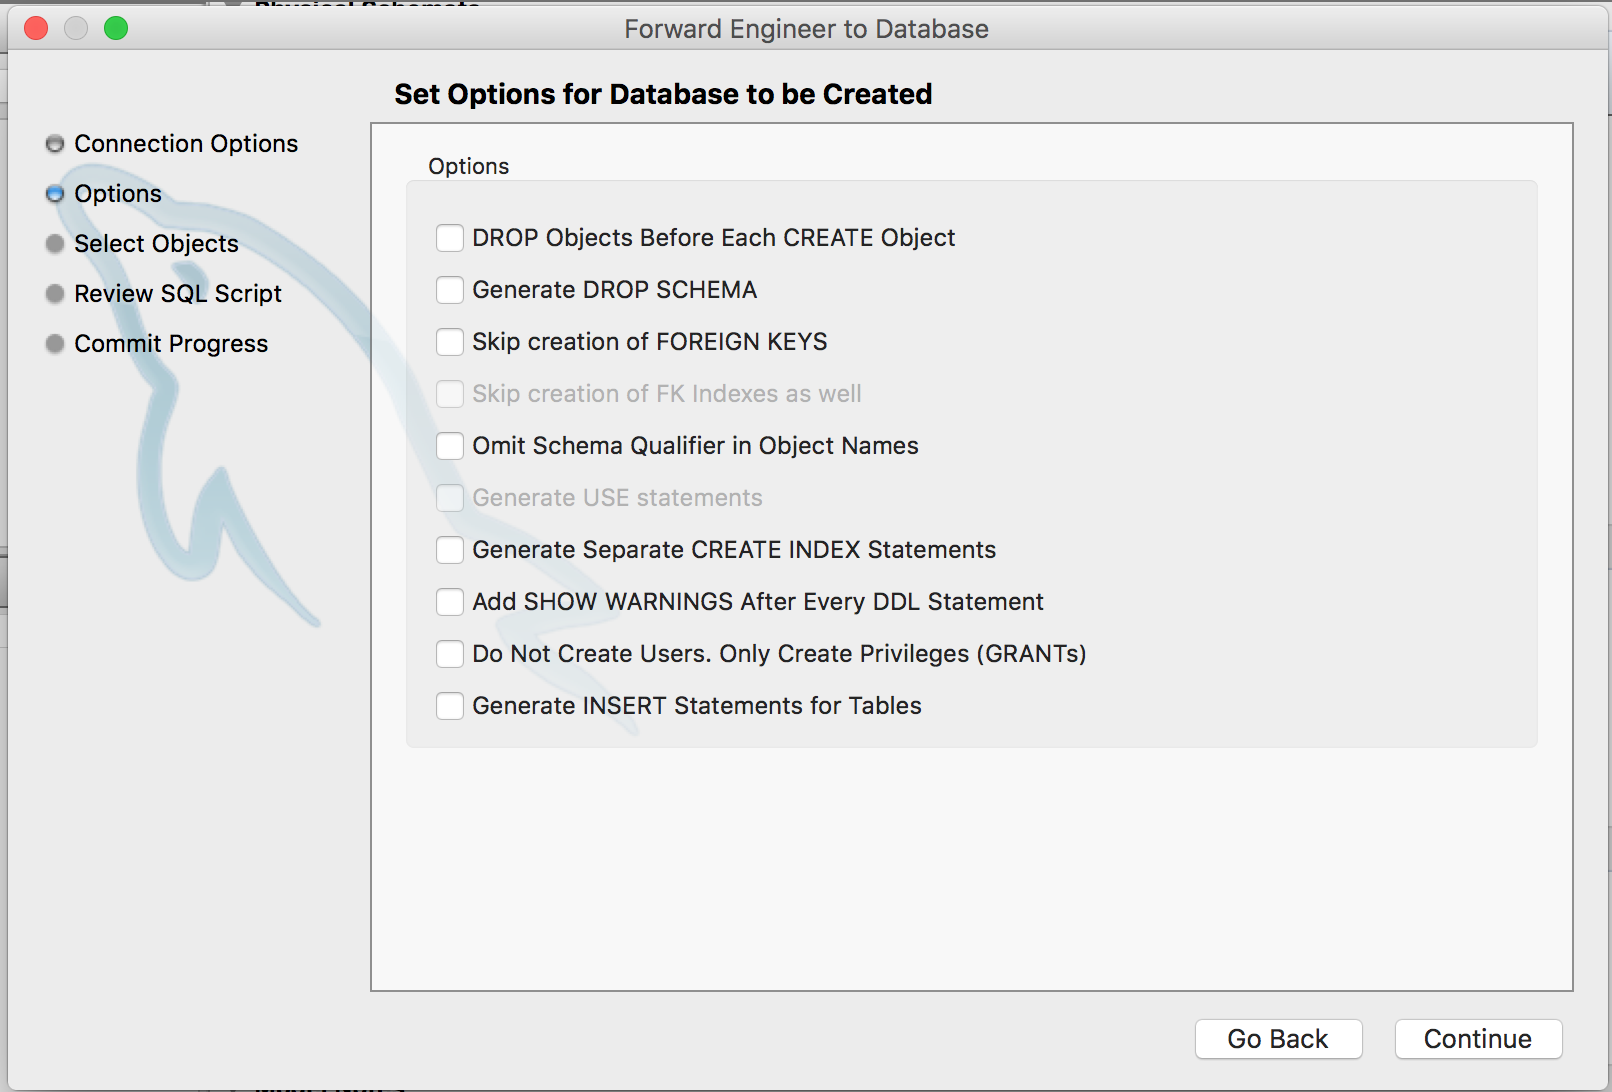 Forward Engineer to Database
Set Options for Database to be Created
Connection Options
Options
Select Objects
Review SQL Script
Commit Progress
Options
DROP Objects Before Each CREATE Object
Generate DROP SCHEMA
Skip creation of FOREIGN KEYS
Skip creation of FK Indexes as well
Omit Schema Qualifier in Object Names
Generate USE statements
Generate Separate CREATE INDEX Statements
Add SHOW WARNINGS After Every DDL Statement
Do Not Create Users. Only Create Privileges (GRANTs)
Generate INSERT Statements for Tables
Go Back
Continue